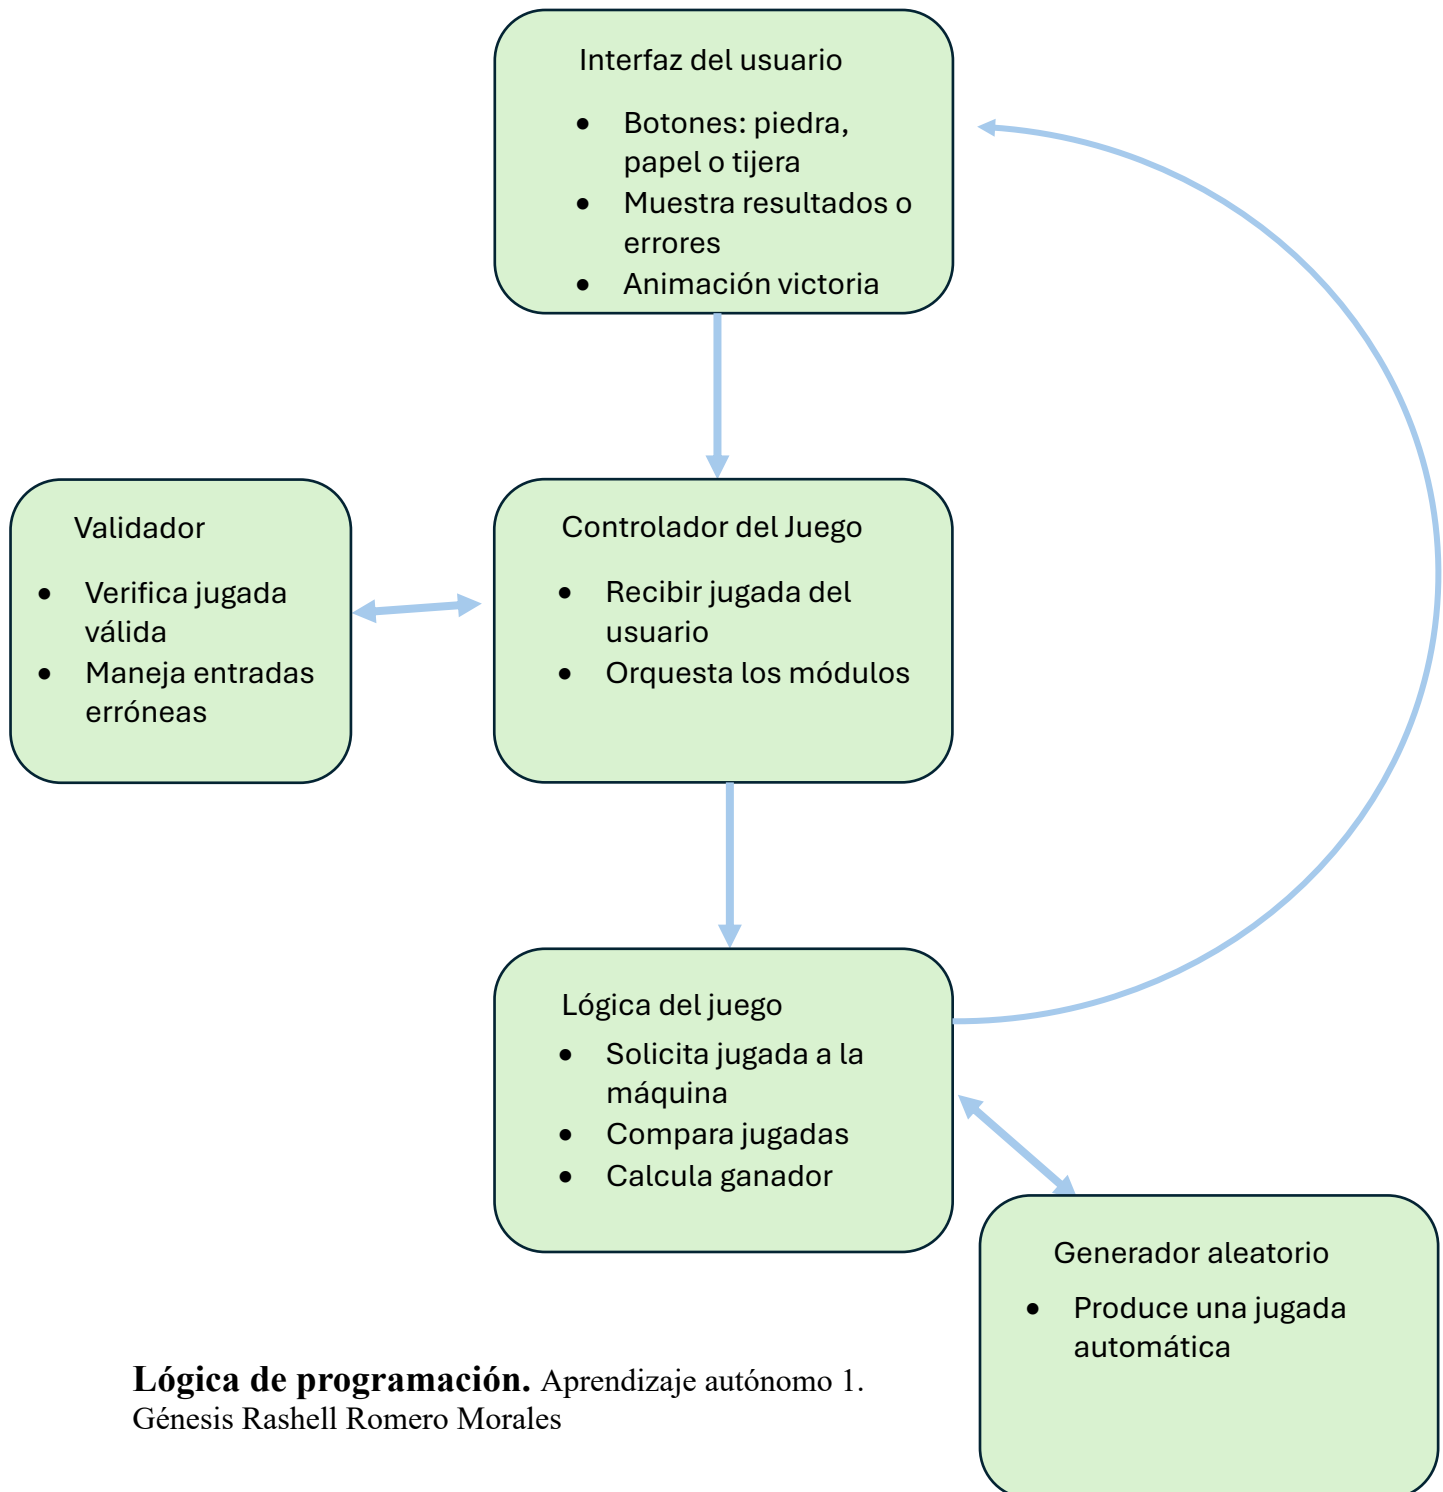 Interfaz del usuario
• Botones: piedra,
papel o tijera
• Muestra resultados o
errores
• Animación victoria
Validador
• Verifica jugada
válida
• Maneja entradas
erróneas
Controlador del Juego
• Recibir jugada del
usuario
• Orquesta los módulos
Lógica del juego
• Solicita jugada a la
máquina
• Compara jugadas
• Calcula ganador
Generador aleatorio
• Produce una jugada
automática
Lógica de programación. Aprendizaje autónomo 1.
Génesis Rashell Romero Morales